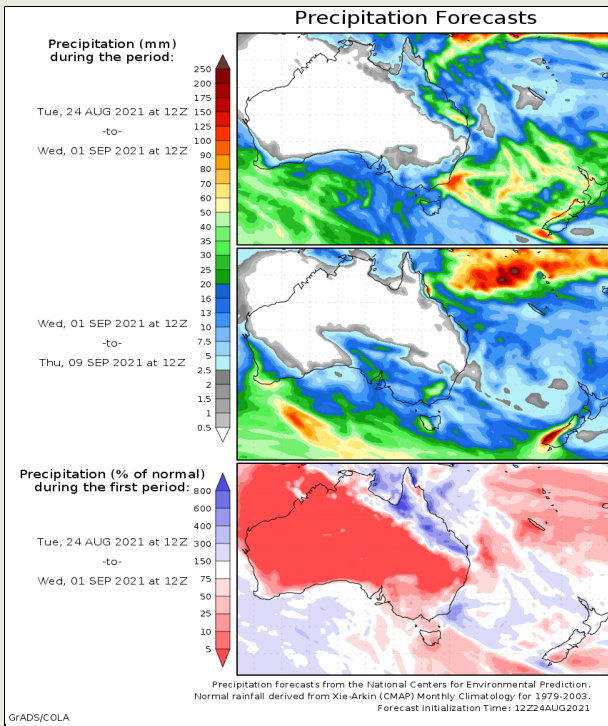 Precipitation Forecasts
Precipitation (mm)
during the period:
Tue, 24 AUG 2021 at 12Z
-to-
Wed, 01 SEP 2021 at 12Z
250
200
175
150
125
100
90
80
70
60
50
40
35
30
25
20
16
13
10
7.5
5
2.5
2
1.5
1
0.5
Wed, 01 SEP 2021 at 12Z
-to-
Thu, 09 SEP 2021 at 12Z
Precipitation (% of normal)
during the first period:
Tue, 24 AUG 2021 at 12Z
-to-
Wed, 01 SEP 2021 at 12Z
800
600
400
300
150
75
50
25
10
5
Precipitation forecasts from the National Centers for Environmental Prediction.
Normal rainfall derived from Xie-Arkin (CMAP) Monthly Climatology for 1979-2003.
Forecast Initialization Time: 12Z24AUG2021
GrADS/COLA